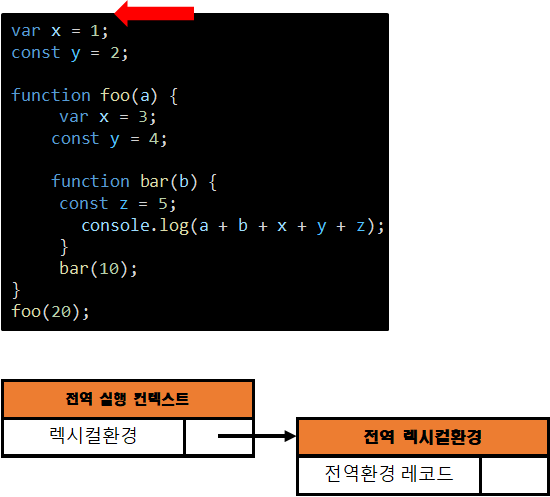 var x = 1;
const y = 2;
function foo(a) {
var x = 3;
const y = 4;
function bar(b) {
const z = 5;
console.log(a + b + x + y + z);
}
bar(10);
}
foo(20);
전역 실행 컨텍스트
렉시컬환경
전역 렉시컬환경
전역환경 레코드